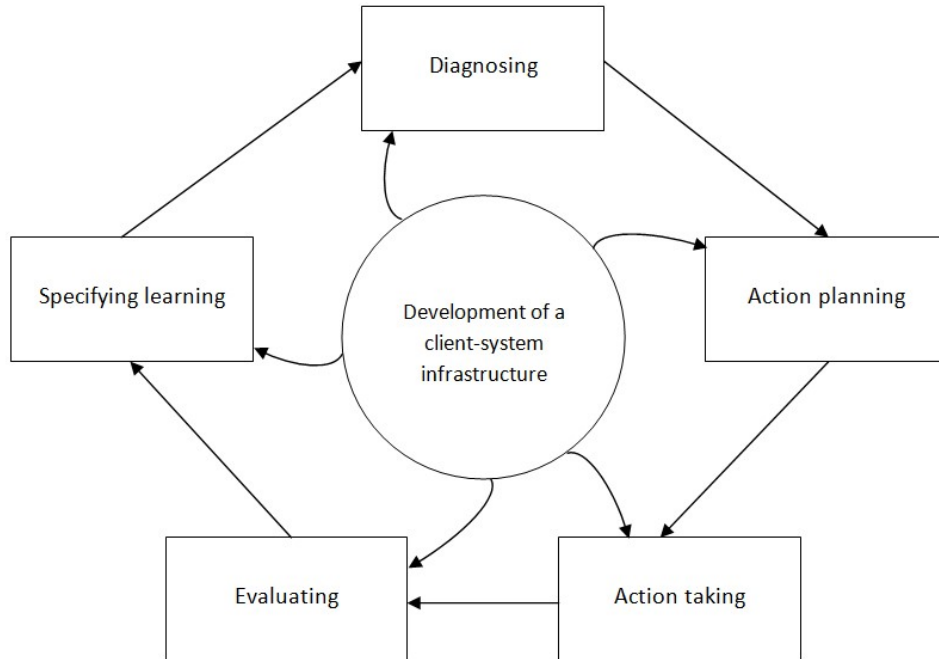 Diagnosing
Specifying learning
Action planning
Development of a
client-system
infrastructure
Evaluating
Action taking